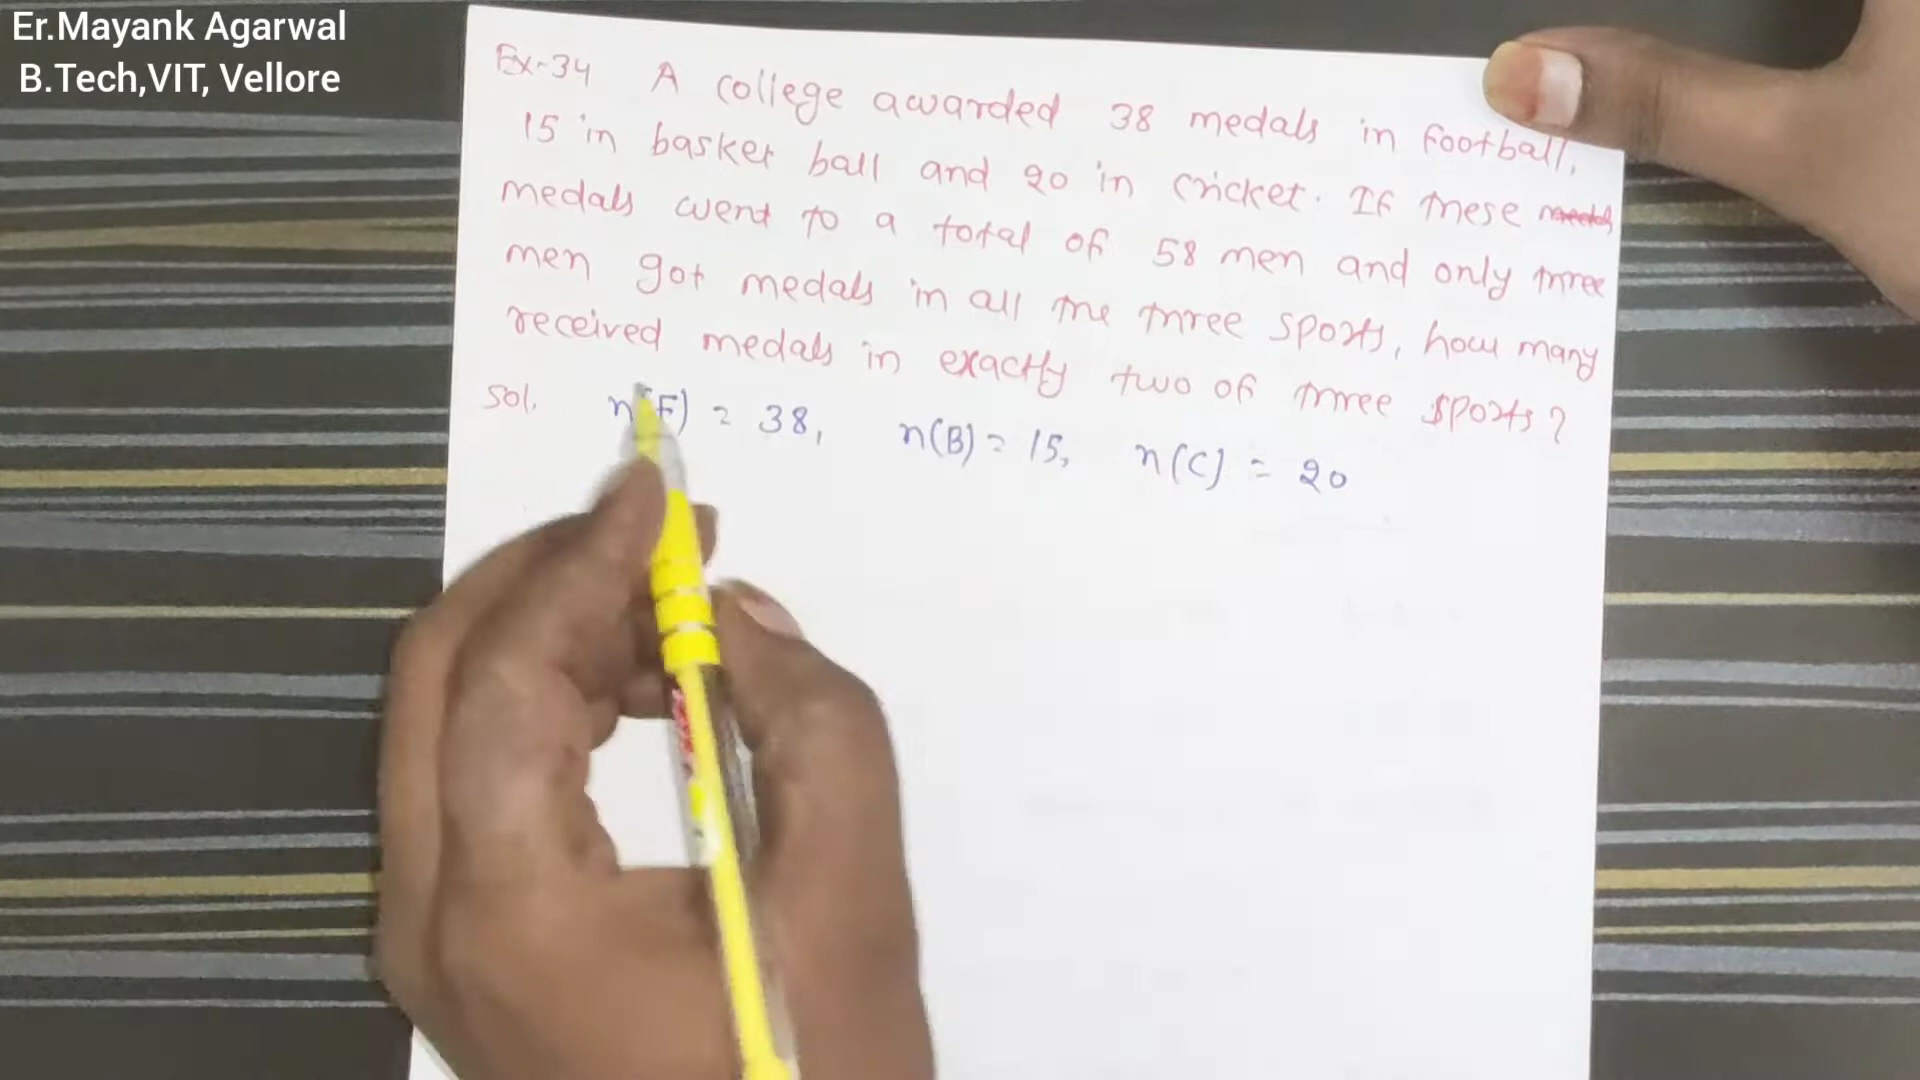 Er.Mayank Agarwal
B.Tech,VIT, Vellore
Ex-34 A college awarded 38 medals in football,
15 in basket ball and 20 in cricket. If these
medals went to a total of 58 men and only three
men got medals in all the three sports, how many
received medals in exactly two of three sports?
Sol. n(F) = 38, n(B) = 15, n(C) = 20